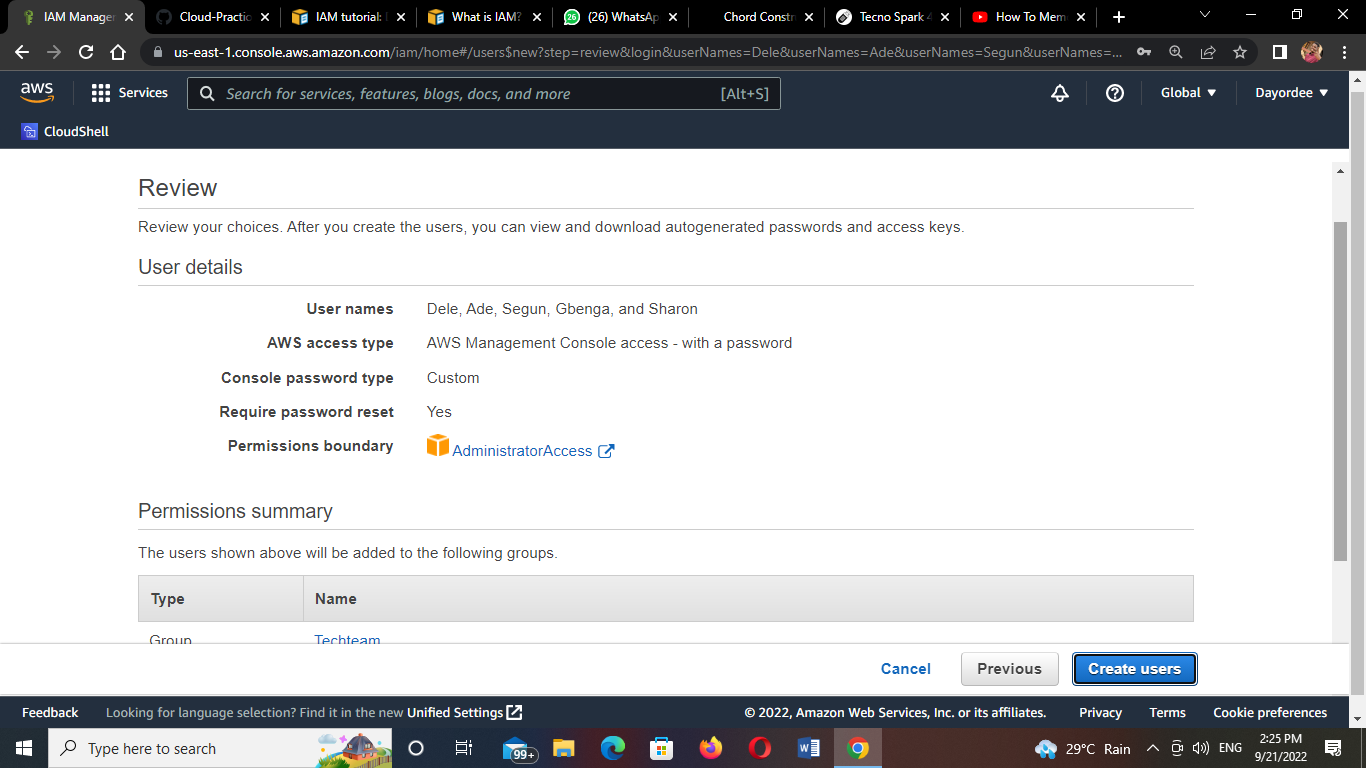 IAM Manager
Cloud-Practic
IAM tutorial:
What is IAM?
(26) WhatsAp
Chord Constr
Tecno Spark 4
How To Mem
us-east-1.console.aws.amazon.com/iam/home#/users$new?step=review&login&userNames=Dele&userNames=Ade&userNames=Segun&userNames=...
aws
Services
Search for services, features, blogs, docs, and more
[Alt+S]
Global
Dayordee
CloudShell
Review
Review your choices. After you create the users, you can view and download autogenerated passwords and access keys.
User details
User names Dele, Ade, Segun, Gbenga, and Sharon
AWS access type AWS Management Console access - with a password
Console password type Custom
Require password reset Yes
Permissions boundary AdministratorAccess
Permissions summary
The users shown above will be added to the following groups.
Type Name
Group Techteam
Cancel Previous Create users
Feedback Looking for language selection? Find it in the new Unified Settings © 2022, Amazon Web Services, Inc. or its affiliates. Privacy Terms Cookie preferences
Type here to search
99+
29°C Rain
ENG
2:25 PM
9/21/2022